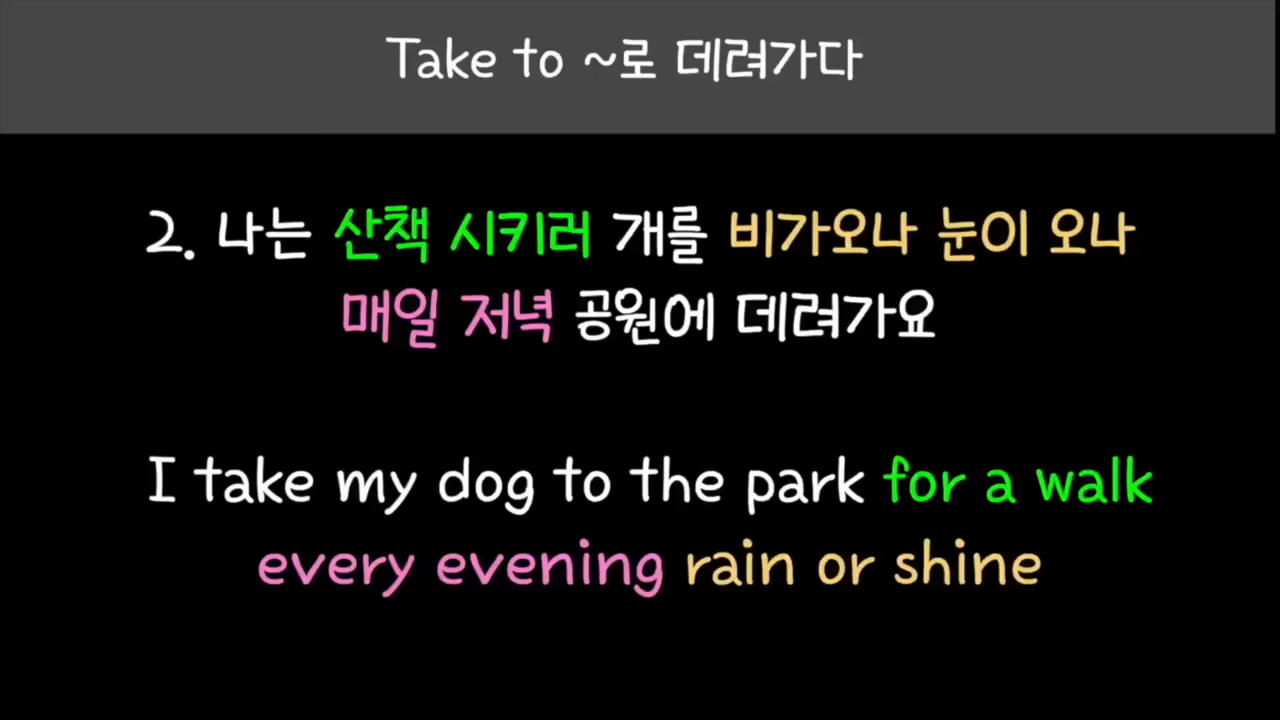 Take to ~로 데려가다
2. 나는 산책 시키러 개를 비가오나 눈이 오나
매일 저녁 공원에 데려가요
I take my dog to the park for a walk
every evening rain or shine